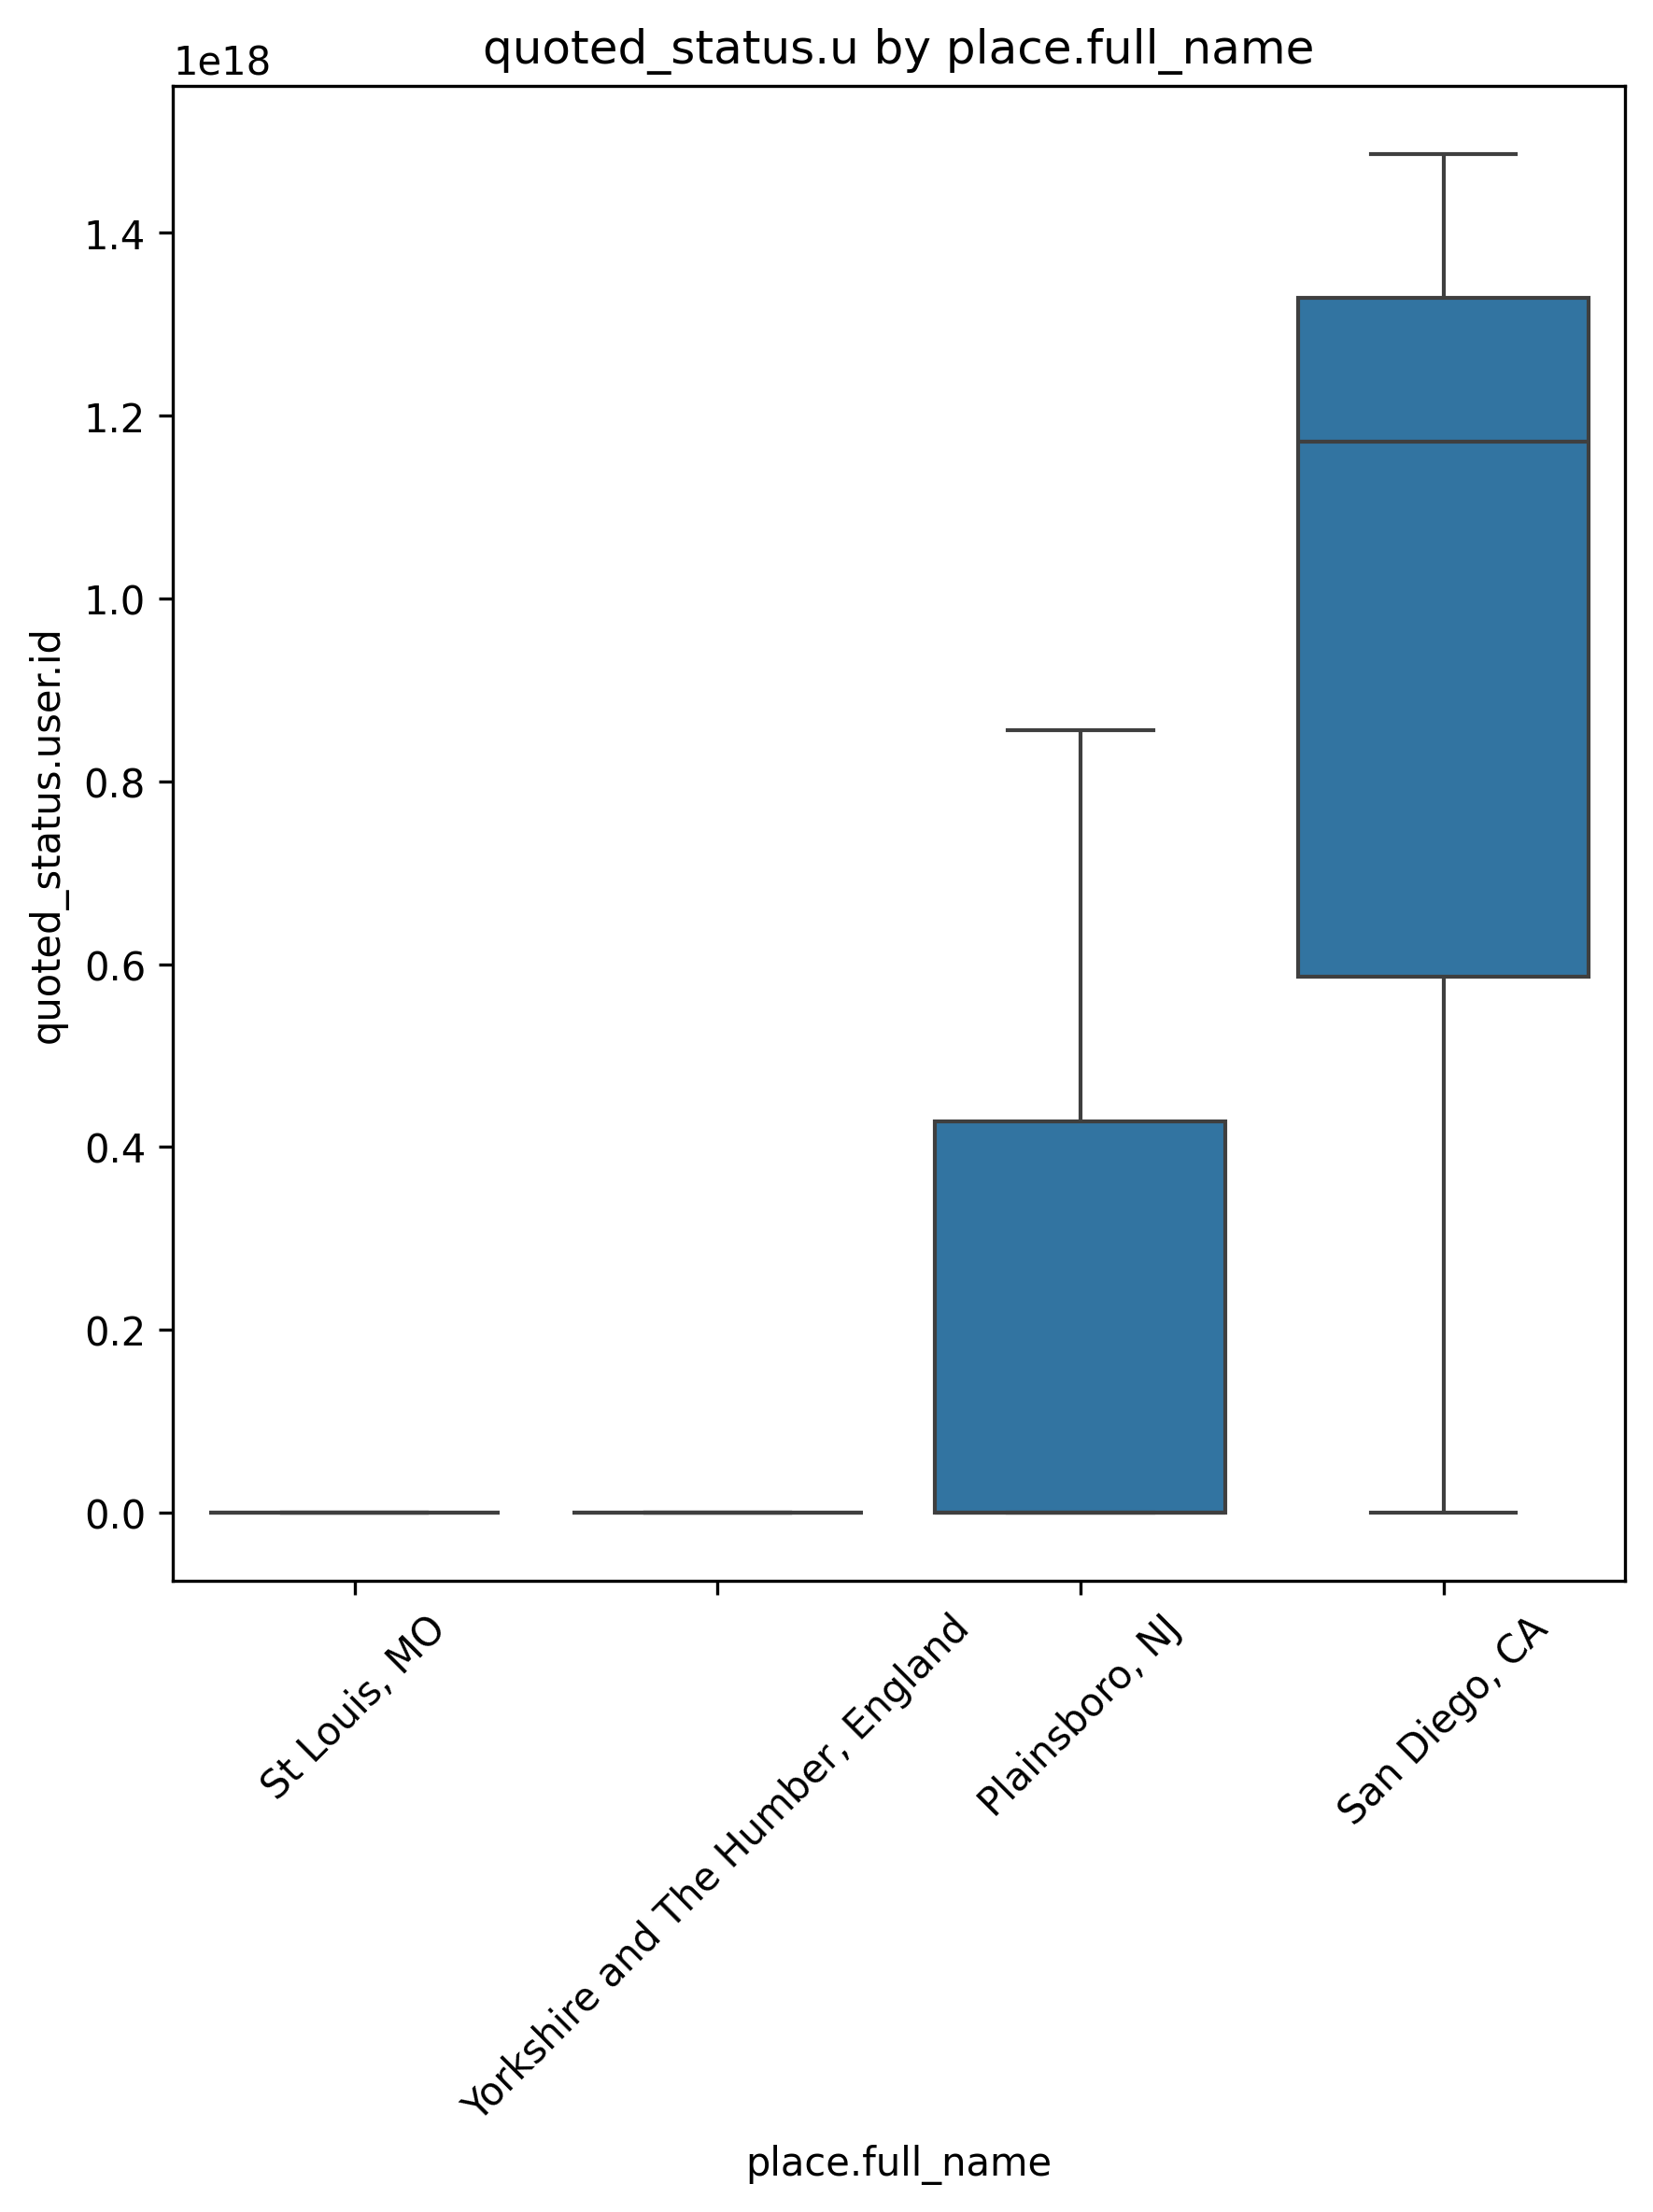 quoted_status.u by place.full_name
1e18
1.4
1.2
1.0
0.8
0.6
0.4
0.2
0.0
quoted_status.user.id
St Louis, MO
Yorkshire and The Humber, England
Plainsboro, NJ
San Diego, CA
place.full_name